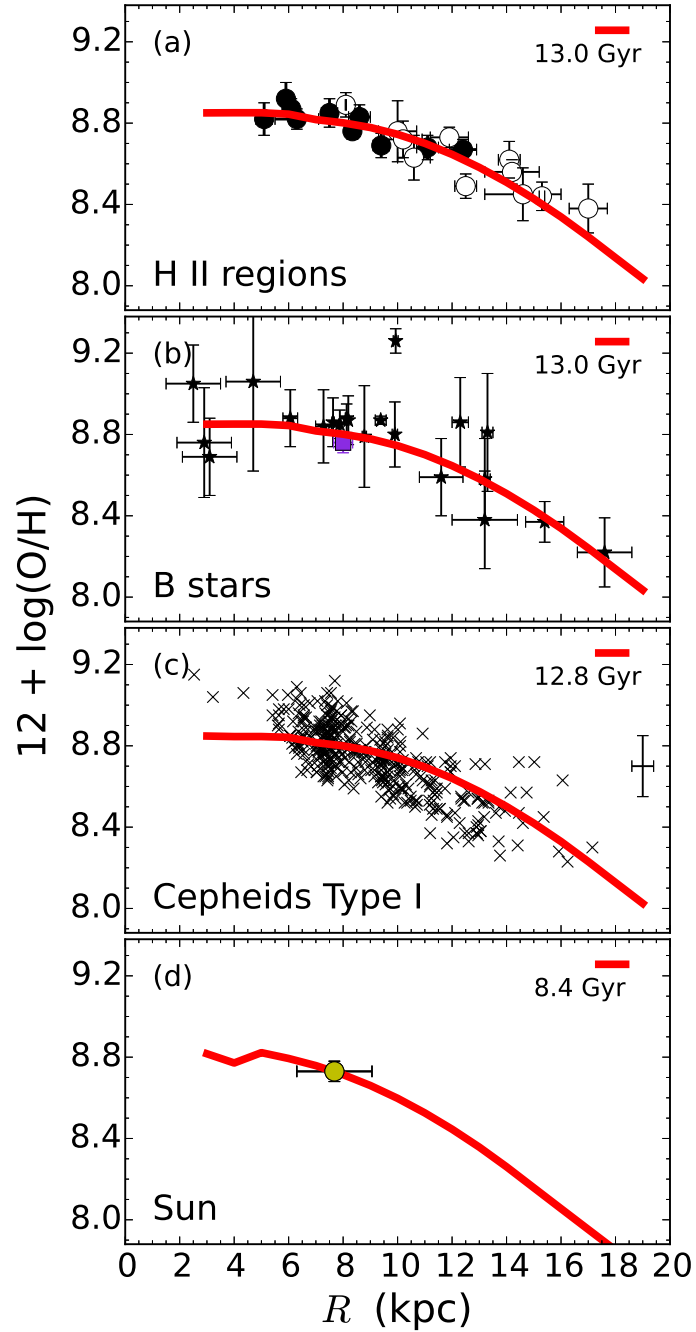 (a)
13.0 Gyr
9.2
8.8
8.4
8.0
H II regions
(b)
13.0 Gyr
9.2
8.8
8.4
8.0
B stars
12 + log(O/H)
(c)
12.8 Gyr
9.2
8.8
8.4
8.0
Cepheids Type I
(d)
8.4 Gyr
9.2
8.8
8.4
8.0
Sun
0 2 4 6 8 10 12 14 16 18 20
R (kpc)